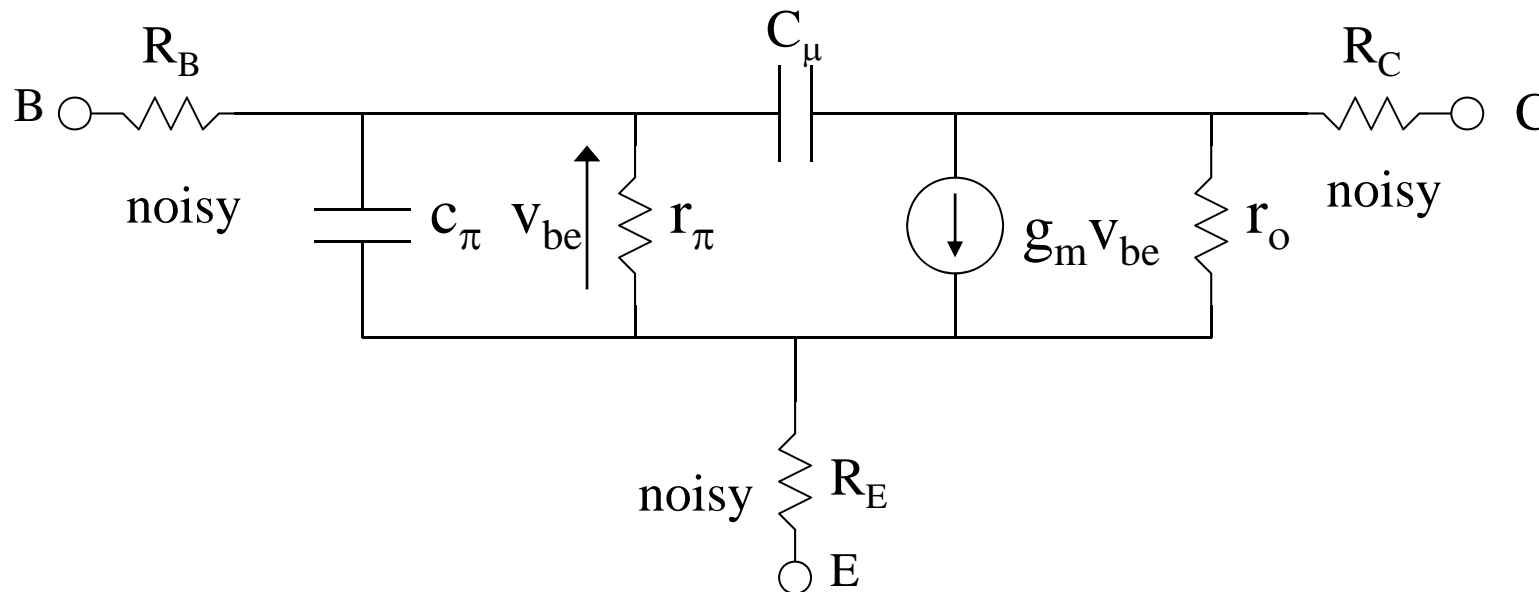 R_B
C_μ
R_C
B
C
noisy
c_π
v_be
r_π
g_m v_be
r_o
noisy
noisy
R_E
E